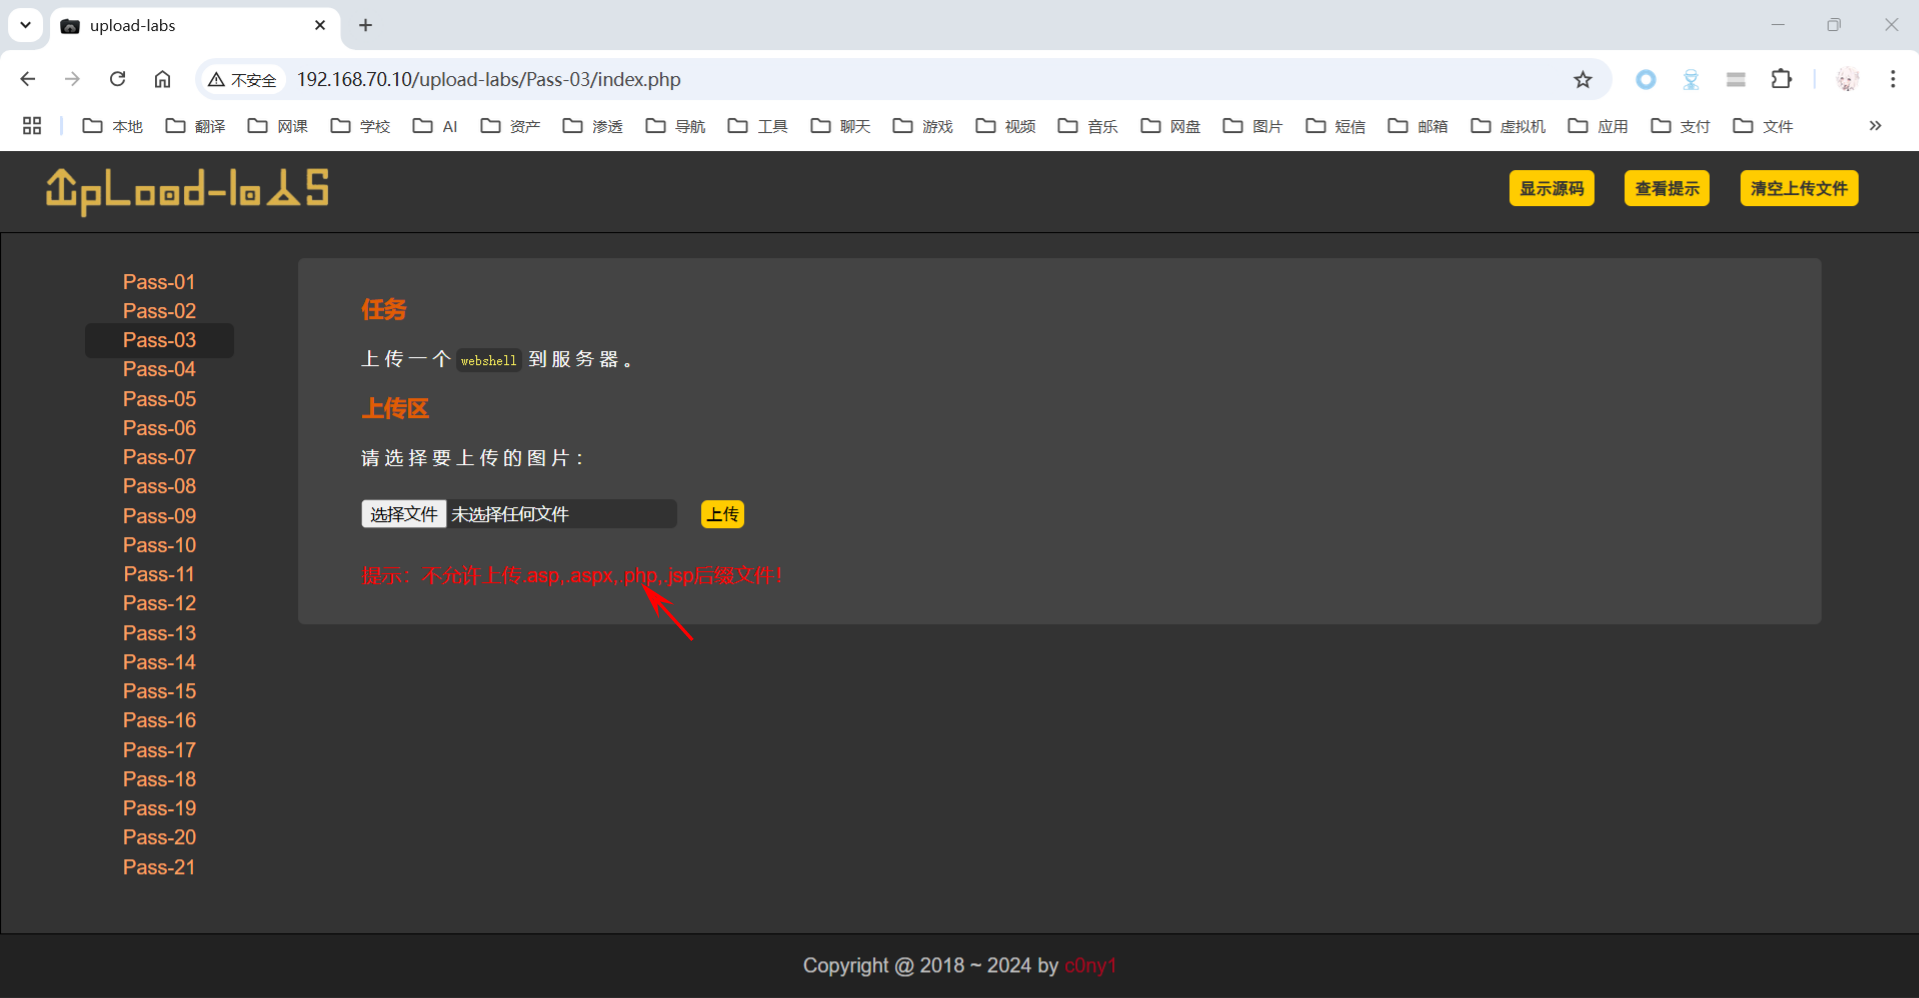 upload-labs
不安全 192.168.70.10/upload-labs/Pass-03/index.php
本地 翻译 网课 学校 AI 资产 渗透 导航 工具 聊天 游戏 视频 音乐 网盘 图片 短信 邮箱 虚拟机 应用 支付 文件
UpLoad-labs 显示源码 查看提示 清空上传文件
Pass-01
Pass-02
Pass-03
Pass-04
Pass-05
Pass-06
Pass-07
Pass-08
Pass-09
Pass-10
Pass-11
Pass-12
Pass-13
Pass-14
Pass-15
Pass-16
Pass-17
Pass-18
Pass-19
Pass-20
Pass-21
任务
上传一个 webshell 到服务器。
上传区
请选择要上传的图片：
选择文件 未选择任何文件 上传
提示：不允许上传.asp,.aspx,.php,.jsp后缀文件！
Copyright @ 2018 ~ 2024 by c0ny1